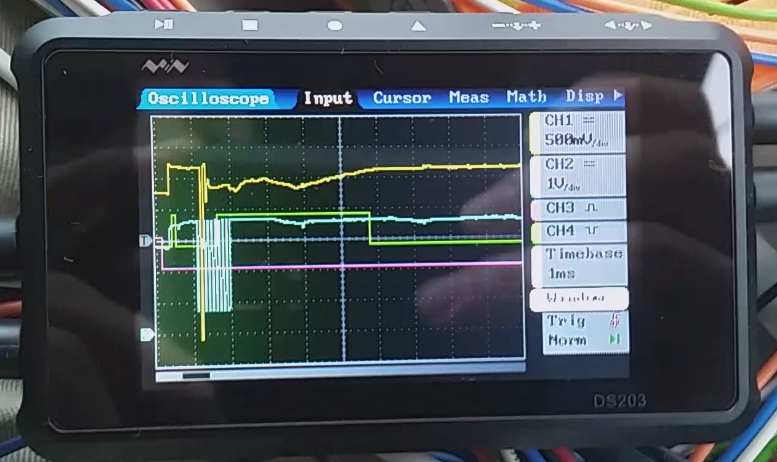 Oscilloscope Input Cursor Meas Math Disp
CH1
500mV/div
CH2
1V/div
CH3
CH4
Timebase
1ms
Window
Trig
Norm
DS203